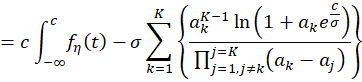 = c ∫_{-∞}^{c} f_η(t) - σ ∑_{k=1}^{K} { a_k^{K-1} ln(1 + a_k e^{c/σ}) / ∏_{j=1,j≠k}^{j=K} (a_k - a_j) }